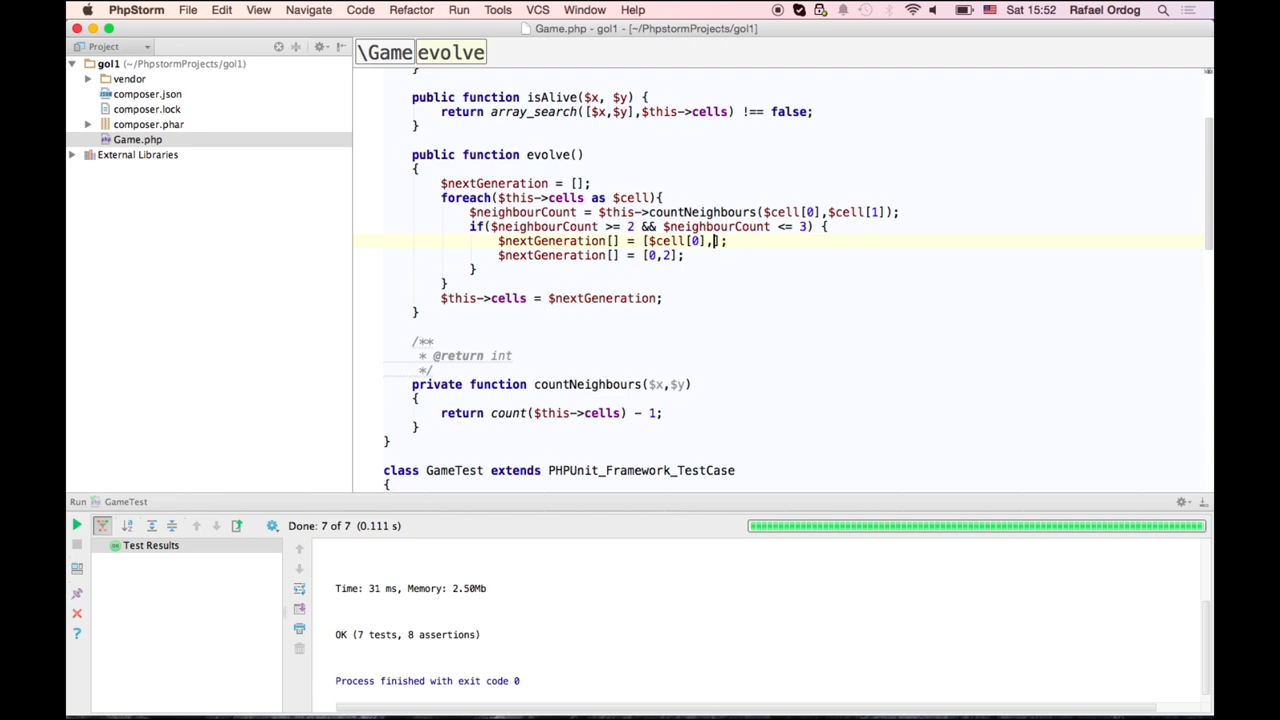 PhpStorm File Edit View Navigate Code Refactor Run Tools VCS Window Help Sat 15:52 Rafael Ordog
Game.php - gol1 - [~/PhpstormProjects/gol1]
Project
\Game evolve
gol1 (~/PhpstormProjects/gol1)
vendor
composer.json
composer.lock
composer.phar
Game.php
External Libraries
}
public function isAlive($x, $y) {
return array_search([$x,$y],$this->cells) !== false;
}
public function evolve()
{
$nextGeneration = [];
foreach($this->cells as $cell){
$neighbourCount = $this->countNeighbours($cell[0],$cell[1]);
if($neighbourCount >= 2 && $neighbourCount <= 3) {
$nextGeneration[] = [$cell[0],];
$nextGeneration[] = [0,2];
}
}
$this->cells = $nextGeneration;
}
/**
* @return int
*/
private function countNeighbours($x,$y)
{
return count($this->cells) - 1;
}
}
class GameTest extends PHPUnit_Framework_TestCase
{
Run GameTest
Done: 7 of 7 (0.111 s)
Test Results
Time: 31 ms, Memory: 2.50Mb
OK (7 tests, 8 assertions)
Process finished with exit code 0